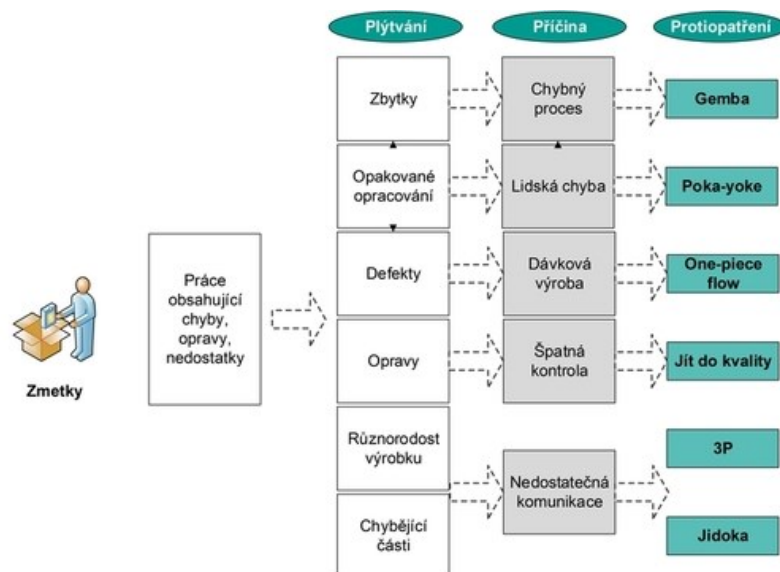 Plýtvání
Příčina
Protiopatření
Zbytky
Chybný
proces
Gemba
Opakované
opracování
Lidská chyba
Poka-yoke
Práce
obsahující
chyby,
opravy,
nedostatky
Defekty
Dávková
výroba
One-piece
flow
Zmetky
Opravy
Špatná
kontrola
Jít do kvality
Různorodost
výrobku
Nedostatečná
komunikace
3P
Chybějící
části
Jidoka